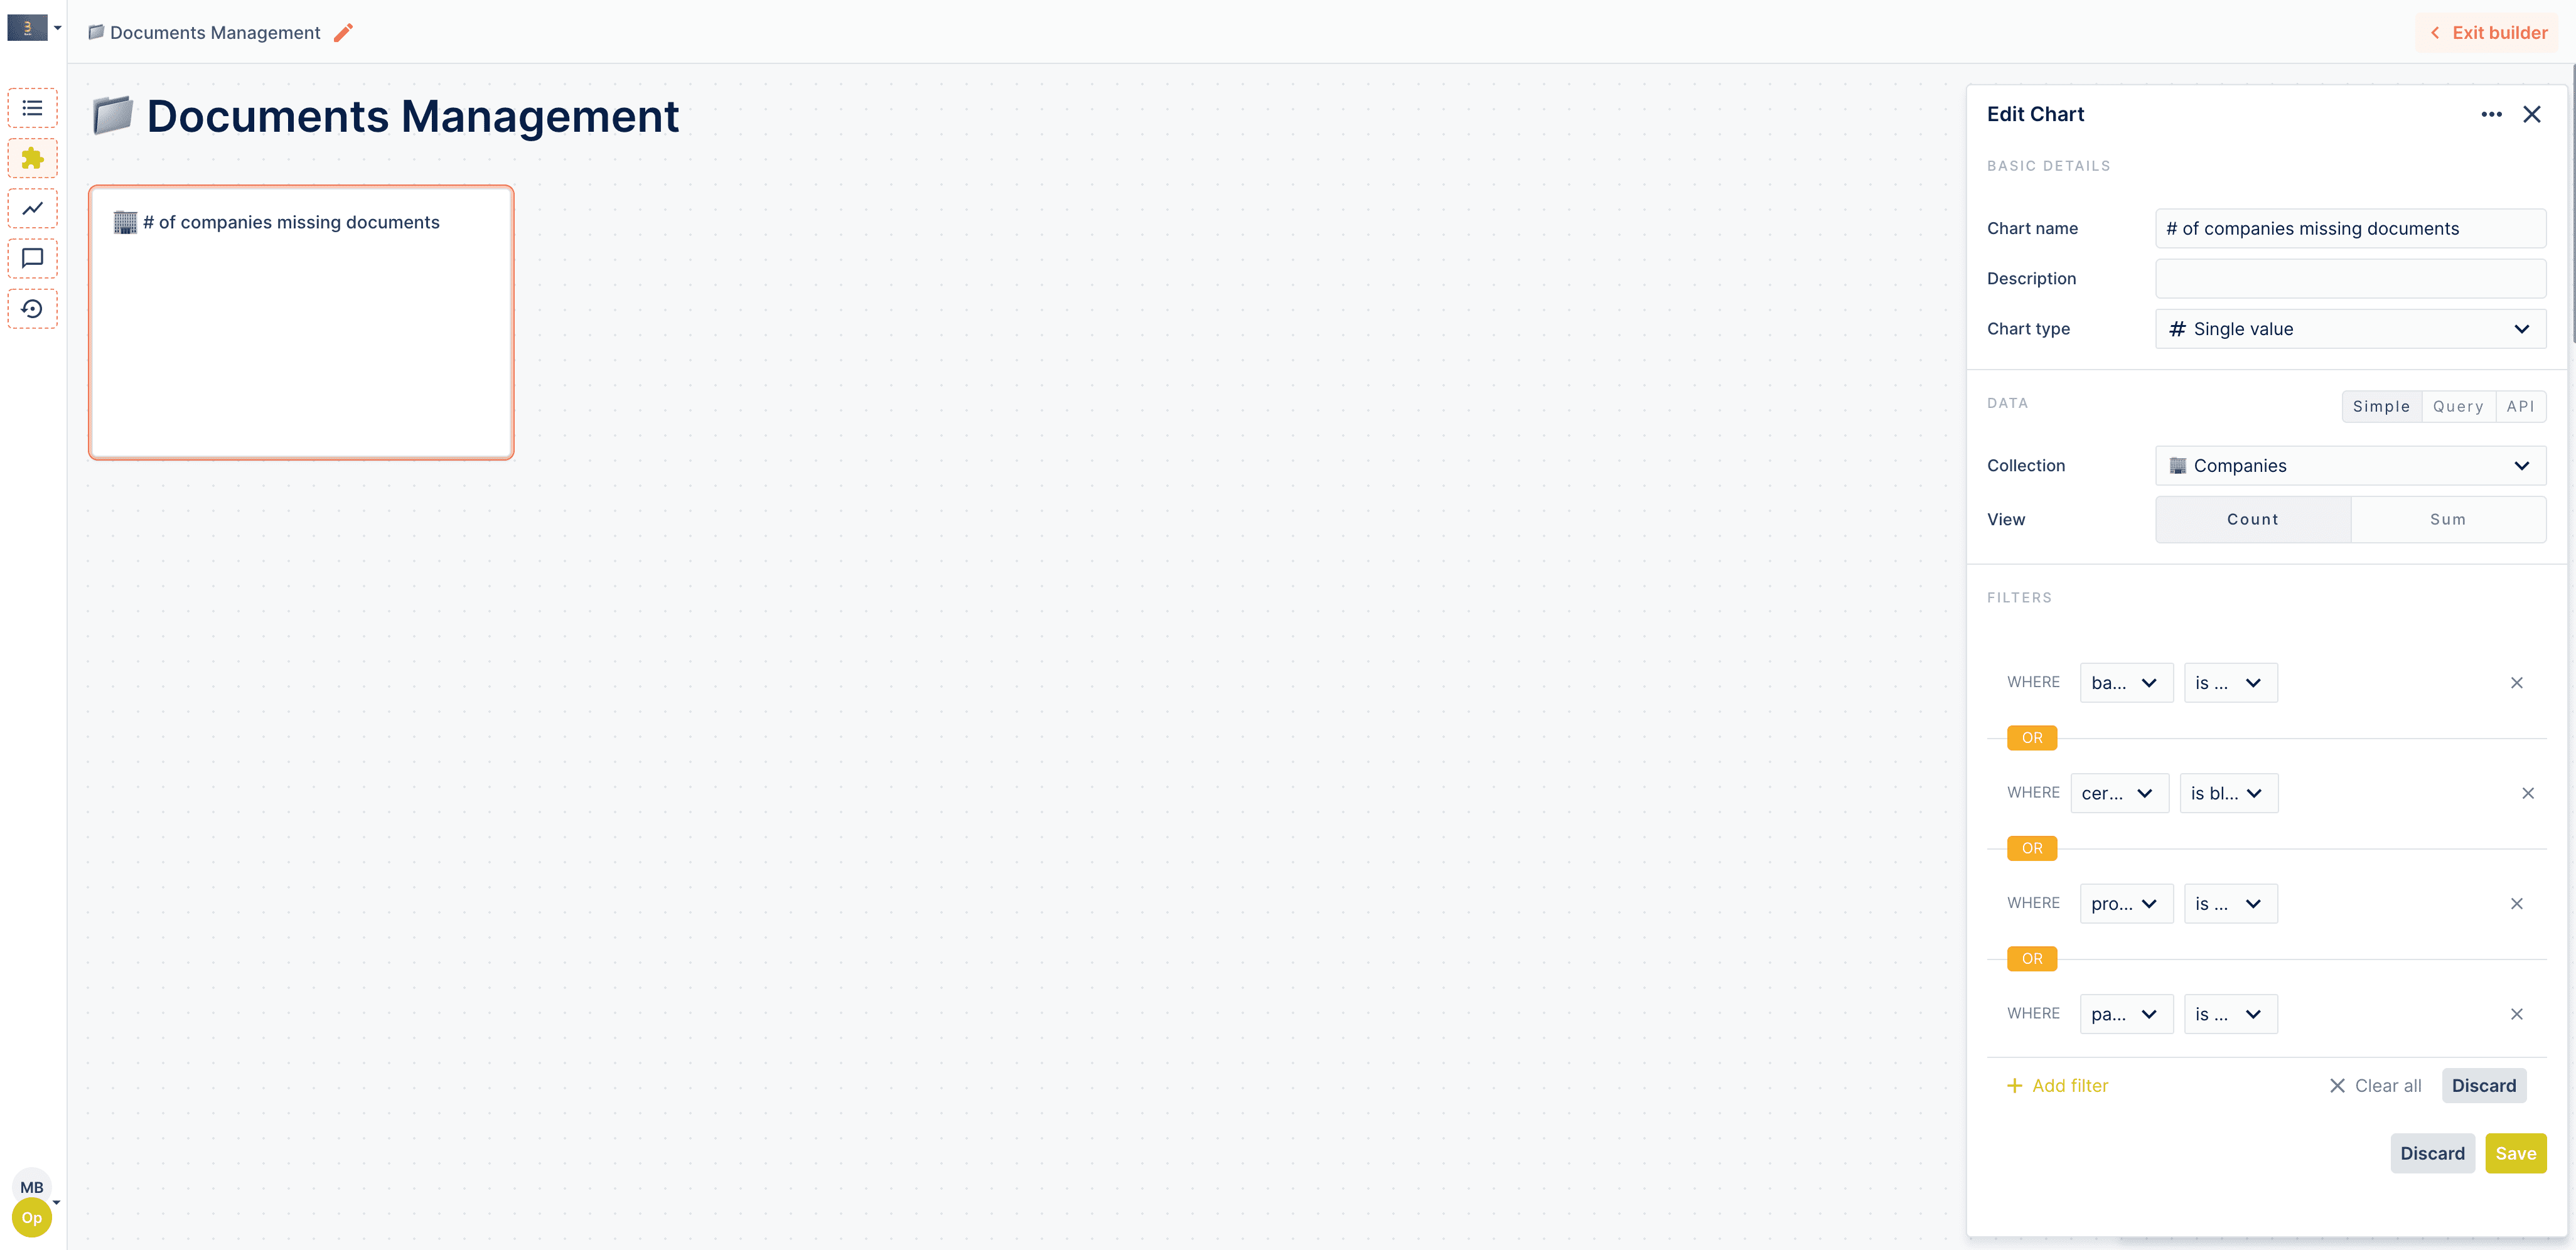 Documents Management
Exit builder
Documents Management
# of companies missing documents
Edit Chart
BASIC DETAILS
Chart name
# of companies missing documents
Description
Chart type
# Single value
DATA
Simple
Query
API
Collection
Companies
View
Count
Sum
FILTERS
WHERE ba... is ...
OR
WHERE cer... is bl...
OR
WHERE pro... is ...
OR
WHERE pa... is ...
+ Add filter
Clear all
Discard
Discard
Save
MB
Op